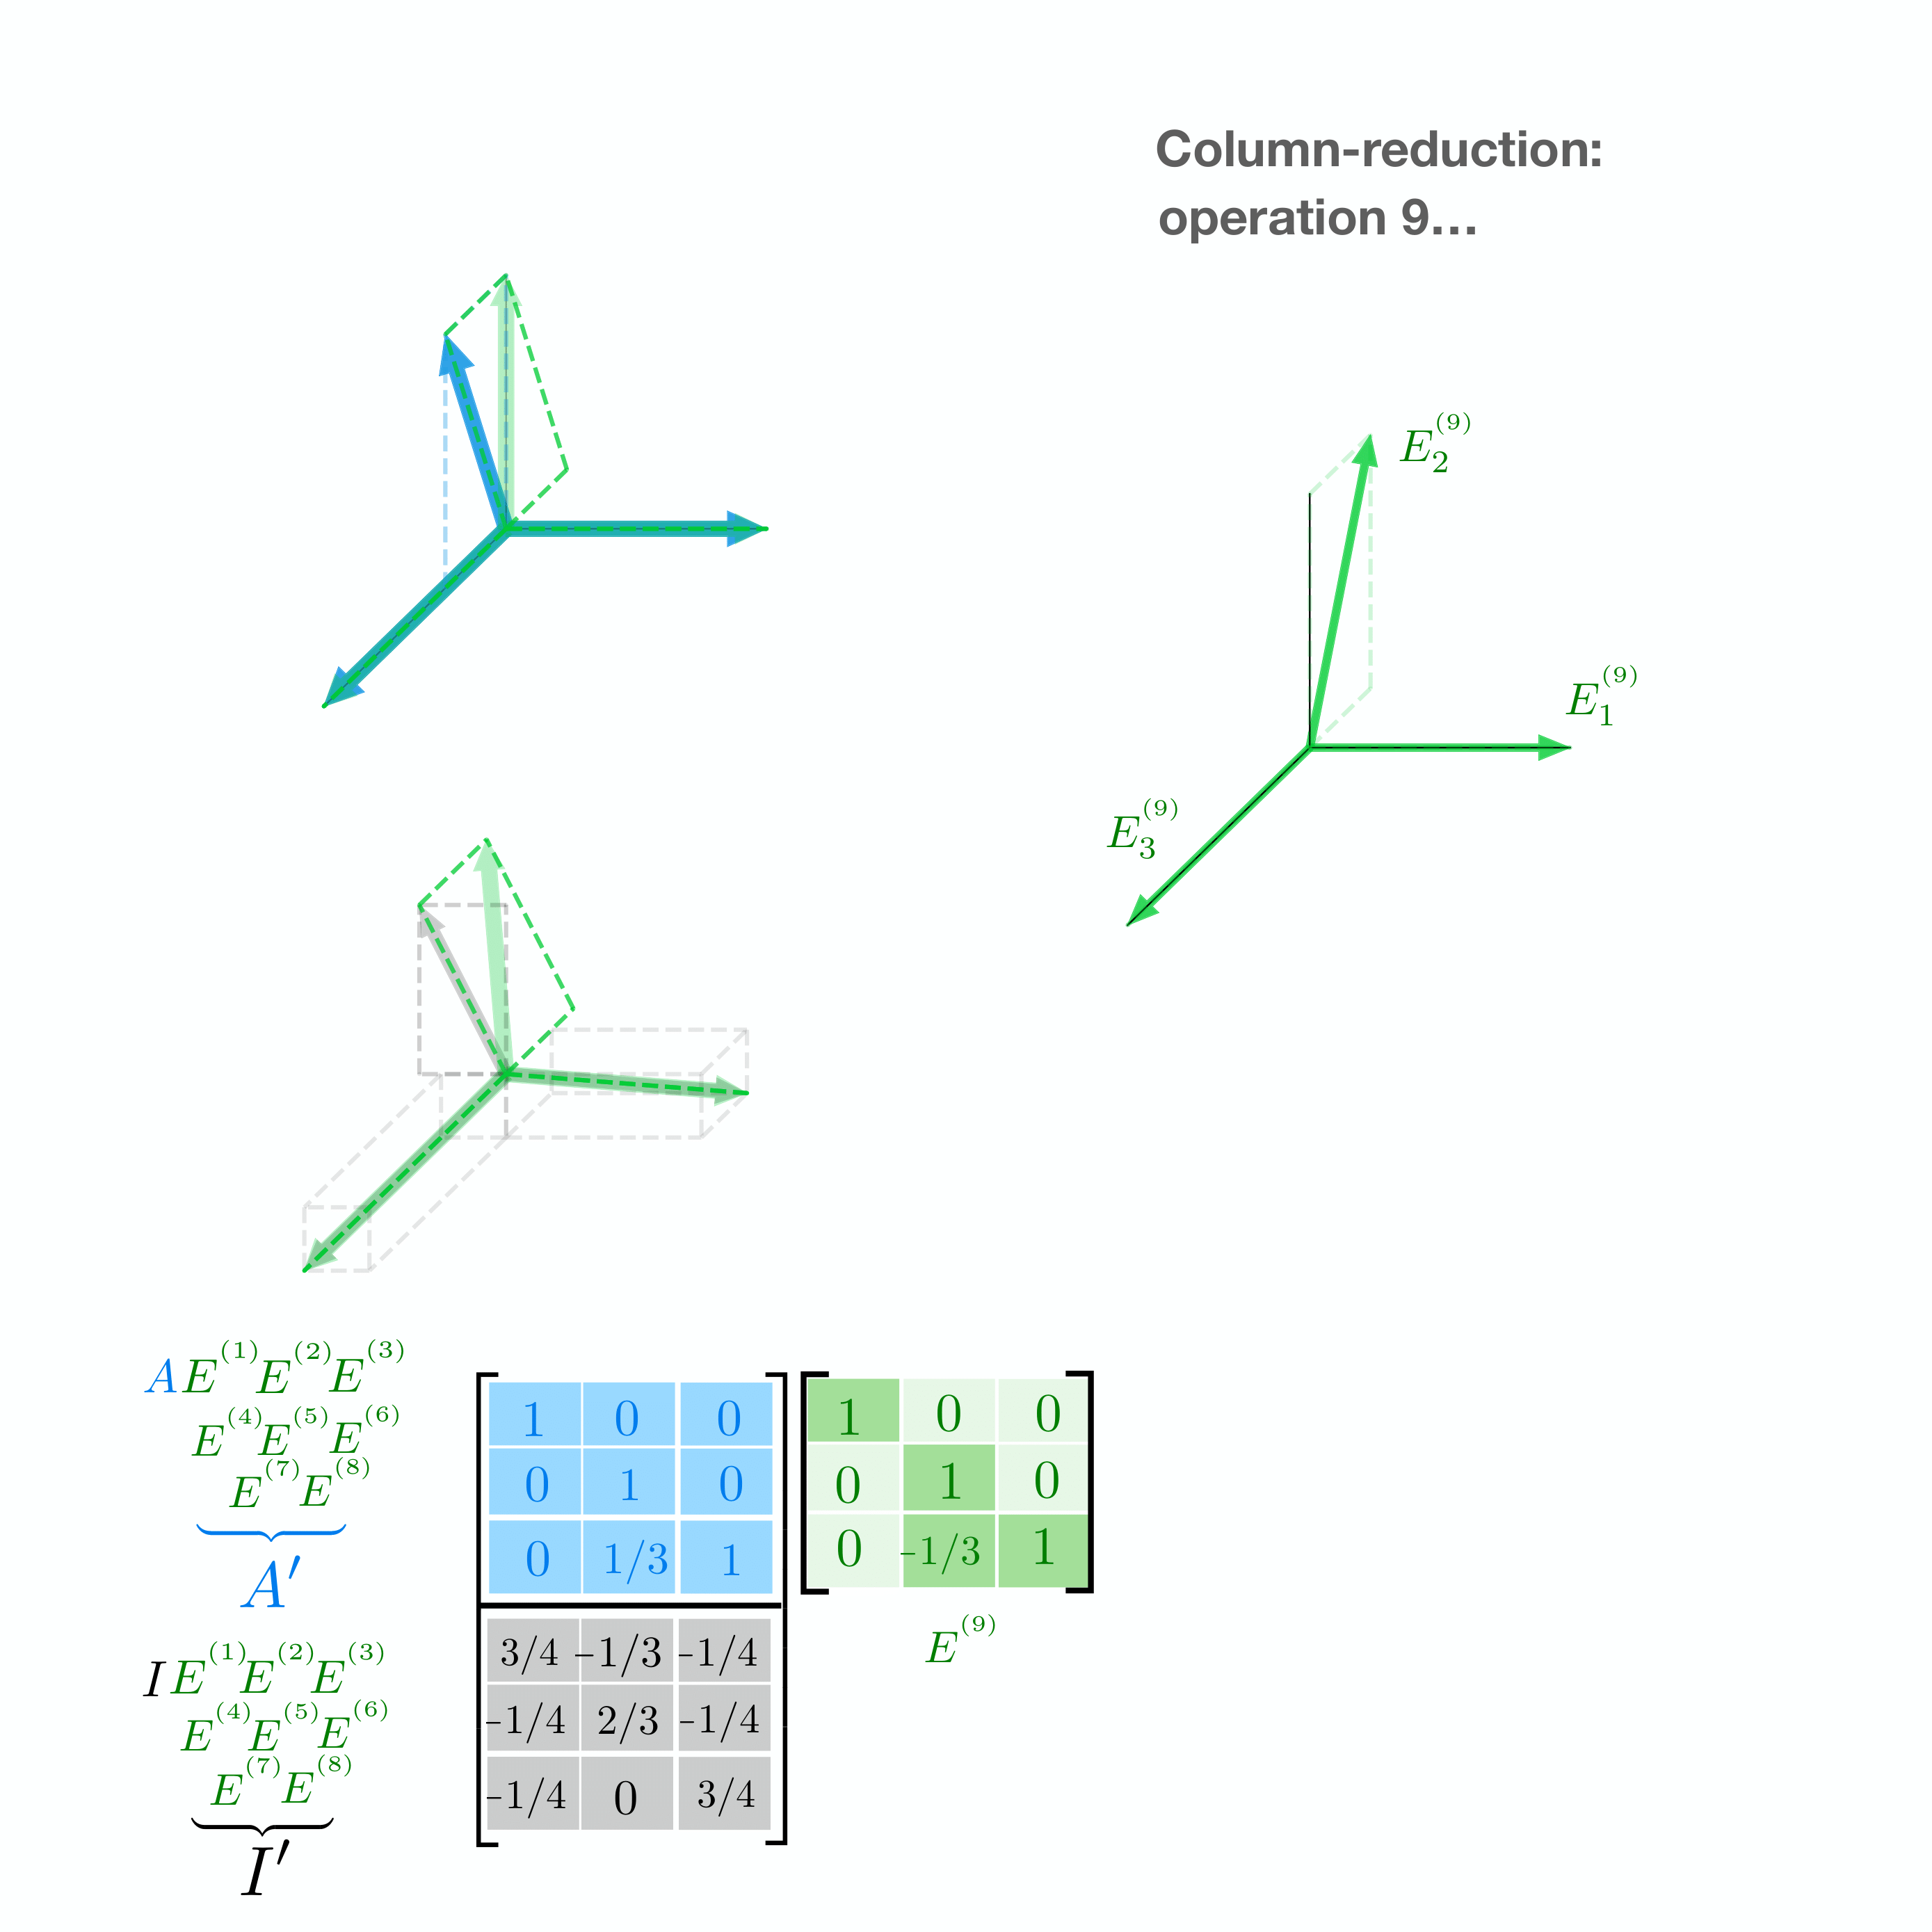 Column-reduction:
operation 9...
E₂⁽⁹⁾
E₁⁽⁹⁾
E₃⁽⁹⁾
AE⁽¹⁾E⁽²⁾E⁽³⁾
E⁽⁴⁾E⁽⁵⁾E⁽⁶⁾
E⁽⁷⁾E⁽⁸⁾
A′
1 0 0
0 1 0
0 1/3 1
1 0 0
0 1 0
0 -1/3 1
E⁽⁹⁾
IE⁽¹⁾E⁽²⁾E⁽³⁾
E⁽⁴⁾E⁽⁵⁾E⁽⁶⁾
E⁽⁷⁾E⁽⁸⁾
I′
3/4 −1/3 -1/4
-1/4 2/3 -1/4
-1/4 0 3/4